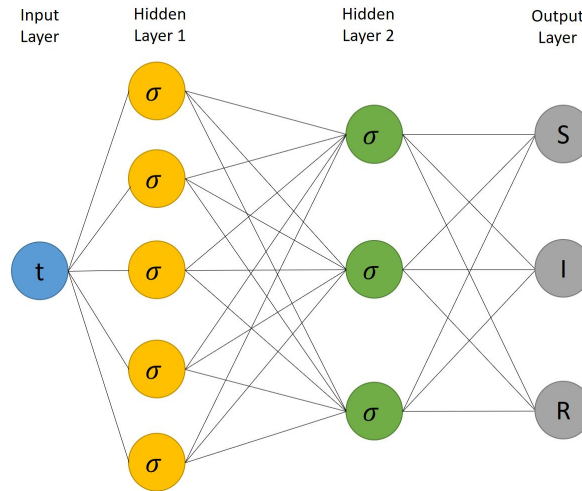 Input
Layer
Hidden
Layer 1
Hidden
Layer 2
Output
Layer
t
σ
σ
σ
σ
σ
σ
σ
σ
S
I
R